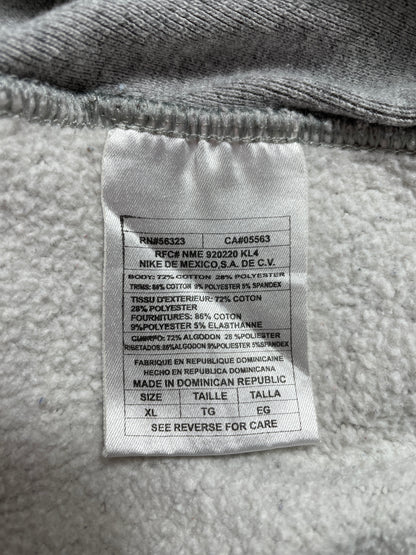 RN#56323 CA#05563
RFC# NME 920220 KL4
NIKE DE MEXICO,S.A. DE C.V.
BODY: 72% COTTON 28% POLYESTER
TRIMS: 86% COTTON 9% POLYESTER 5% SPANDEX
TISSU D'EXTERIEUR: 72% COTON
28% POLYESTER
FOURNITURES: 86% COTON
9%POLYESTER 5% ELASTHANNE
CUERPO: 72% ALGODON 28 %POLIESTER
RIBETADOS:86%ALGODON 9%POLIESTER 5%SPANDEX
FABRIQUE EN REPUBLIQUE DOMINICAINE
HECHO EN REPUBLICA DOMINICANA
MADE IN DOMINICAN REPUBLIC
SIZE TAILLE TALLA
XL TG EG
SEE REVERSE FOR CARE